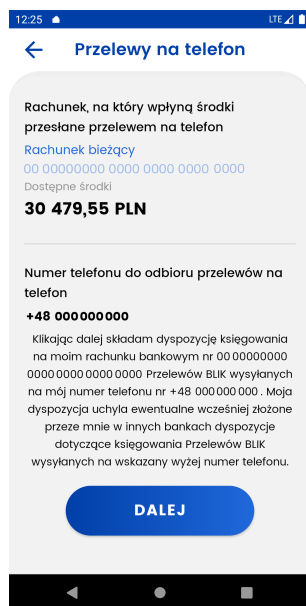 12:25 LTE
Przelewy na telefon
Rachunek, na który wpłyną środki
przesłane przelewem na telefon
Rachunek bieżący
00 00000000 0000 0000 0000 0000
Dostępne środki
30 479,55 PLN
Numer telefonu do odbioru przelewów na
telefon
+48 000 000 000
Klikając dalej składam dyspozycję księgowania
na moim rachunku bankowym nr 00 00000000
0000 0000 0000 0000 Przelewów BLIK wysyłanych
na mój numer telefonu nr +48 000 000 000 . Moja
dyspozycja uchyla ewentualne wcześniej złożone
przeze mnie w innych bankach dyspozycje
dotyczące księgowania Przelewów BLIK
wysyłanych na wskazany wyżej numer telefonu.
DALEJ